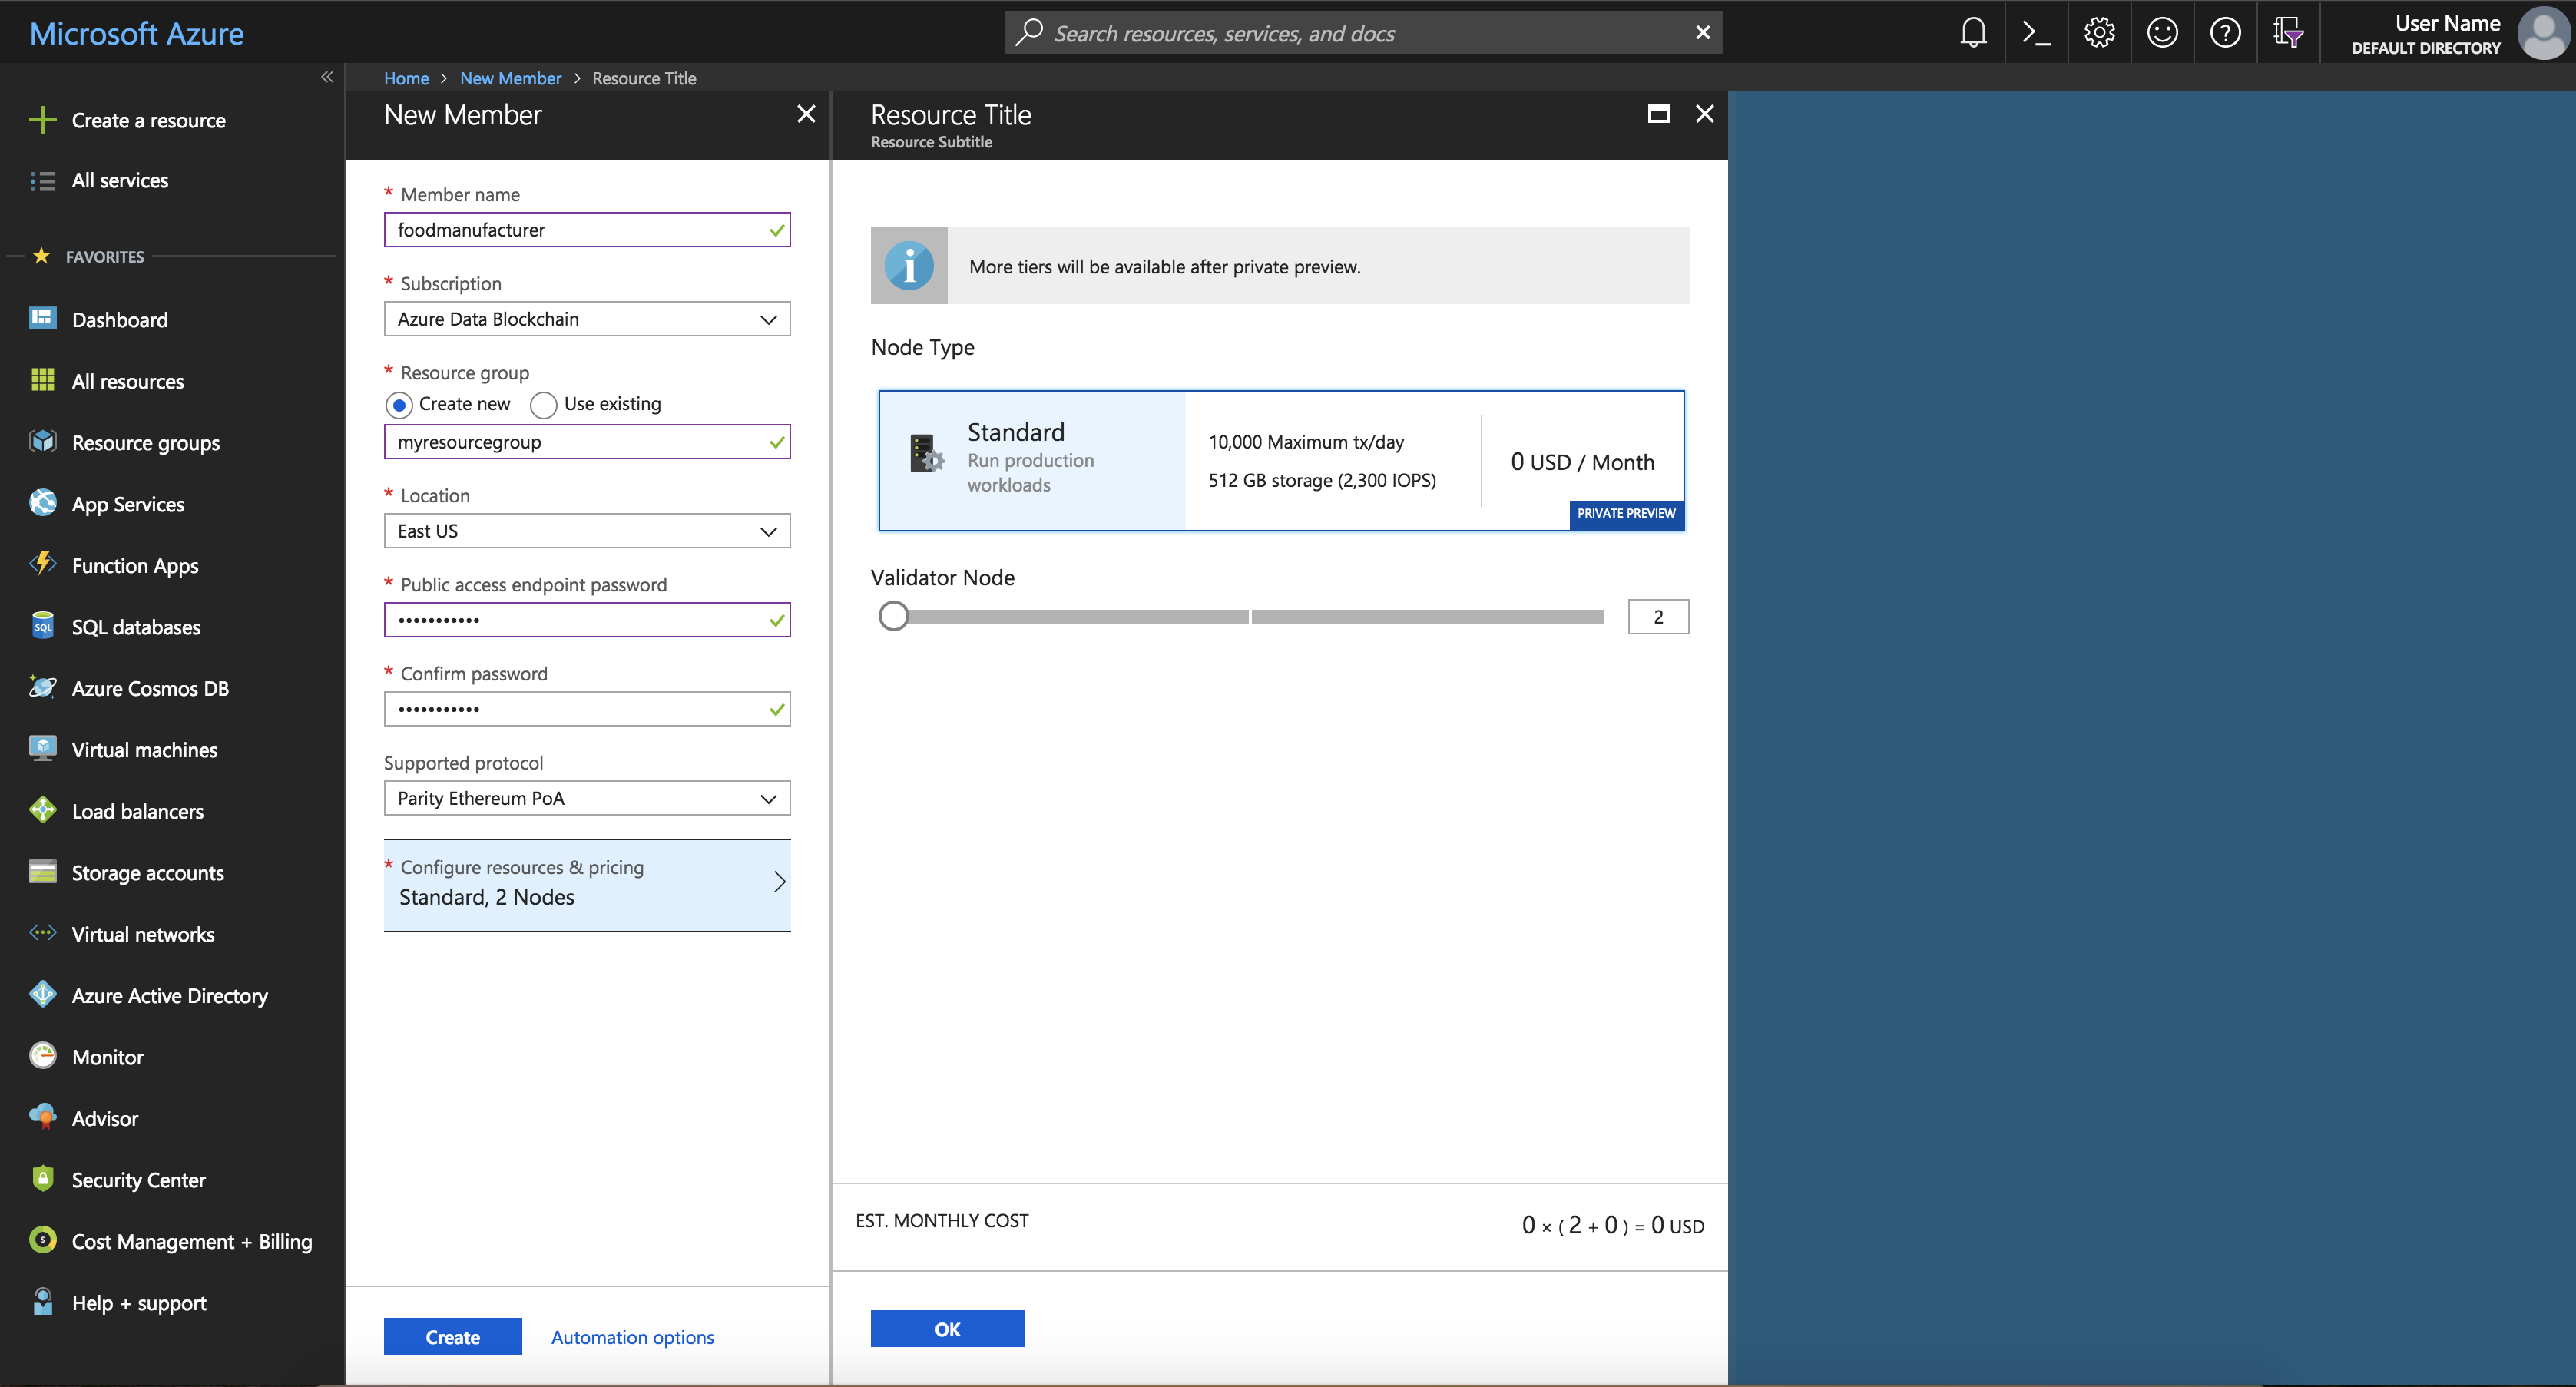 Microsoft Azure
Search resources, services, and docs
User Name
DEFAULT DIRECTORY
Create a resource
All services
FAVORITES
Dashboard
All resources
Resource groups
App Services
Function Apps
SQL
SQL databases
Azure Cosmos DB
Virtual machines
Load balancers
Storage accounts
Virtual networks
Azure Active Directory
Monitor
Advisor
Security Center
Cost Management + Billing
Help + support
Home > New Member > Resource Title
New Member
* Member name
foodmanufacturer
* Subscription
Azure Data Blockchain
* Resource group
Create new Use existing
myresourcegroup
* Location
East US
* Public access endpoint password
•••••••••••
* Confirm password
•••••••••••
Supported protocol
Parity Ethereum PoA
* Configure resources & pricing
Standard, 2 Nodes
Create Automation options
Resource Title
Resource Subtitle
More tiers will be available after private preview.
Node Type
Standard
Run production
workloads
10,000 Maximum tx/day
512 GB storage (2,300 IOPS)
0 USD / Month
PRIVATE PREVIEW
Validator Node
2
EST. MONTHLY COST
0 × ( 2 + 0 ) = 0 USD
OK